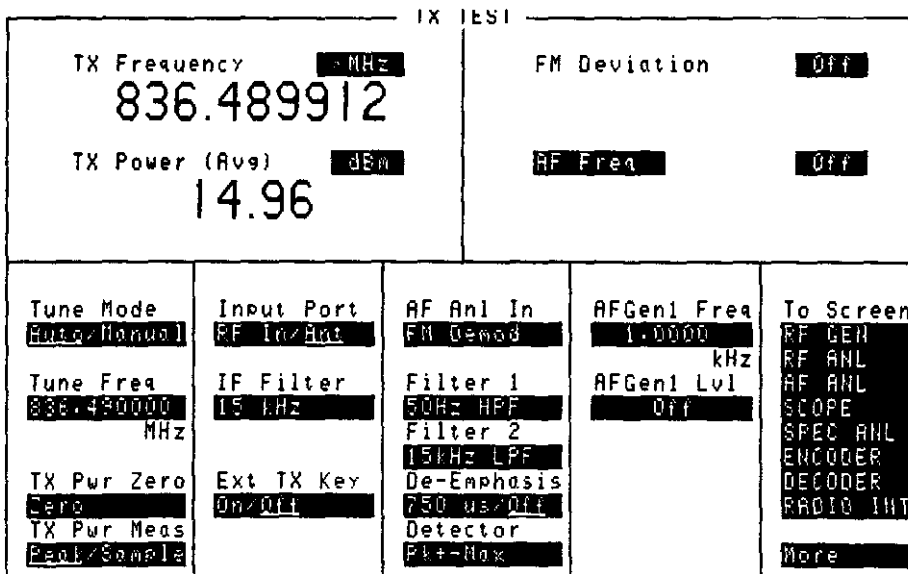 TX TEST
TX Frequency MHz
836.489912
TX Power (Avg) dBm
14.96
FM Deviation Off
AF Freq Off
Tune Mode
Auto/Manual
Tune Freq
836.490000
MHz
TX Pwr Zero
Zero
TX Pwr Meas
Peak/Sample
Input Port
RF In/Ant
IF Filter
15 kHz
Ext TX Key
On/Off
AF Anl In
FM Demod
Filter 1
50Hz HPF
Filter 2
15kHz LPF
De-Emphasis
750 us/Off
Detector
Pk+-Max
AFGen1 Freq
1.0000
kHz
AFGen1 Lvl
Off
To Screen
RF GEN
RF ANL
AF ANL
SCOPE
SPEC ANL
ENCODER
DECODER
RADIO INT
More